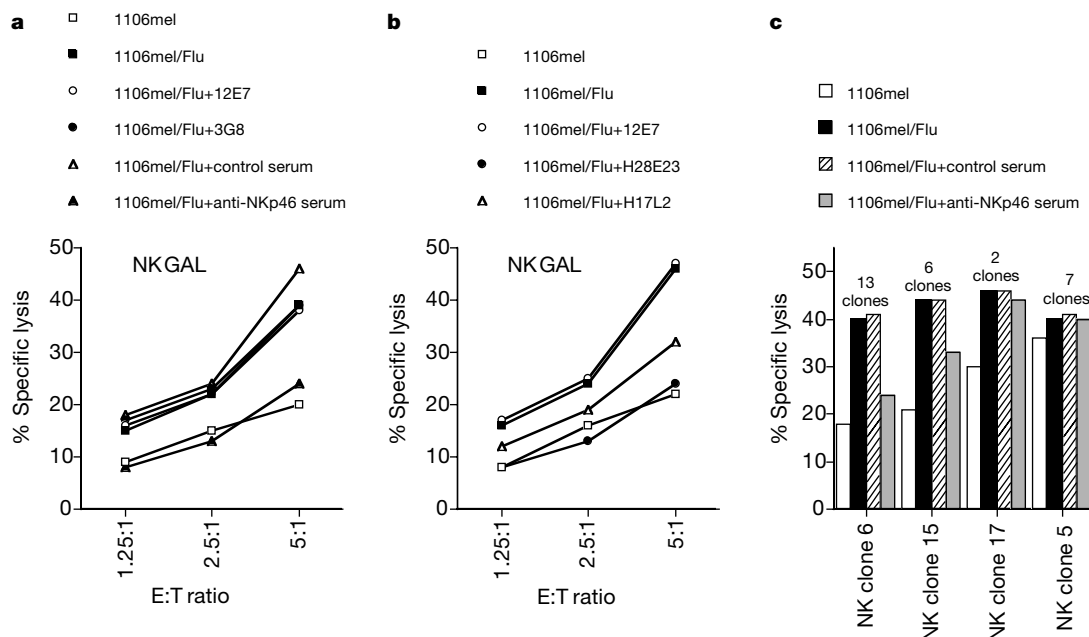 a
1106mel
1106mel/Flu
1106mel/Flu+12E7
1106mel/Flu+3G8
1106mel/Flu+control serum
1106mel/Flu+anti-NKp46 serum
% Specific lysis
50
40
30
20
10
0
NK GAL
1.25:1
2.5:1
5:1
E:T ratio
b
1106mel
1106mel/Flu
1106mel/Flu+12E7
1106mel/Flu+H28E23
1106mel/Flu+H17L2
% Specific lysis
50
40
30
20
10
0
NK GAL
1.25:1
2.5:1
5:1
E:T ratio
c
1106mel
1106mel/Flu
1106mel/Flu+control serum
1106mel/Flu+anti-NKp46 serum
% Specific lysis
50
40
30
20
10
0
13
clones
6
clones
2
clones
7
clones
NK clone 6
NK clone 15
NK clone 17
NK clone 5